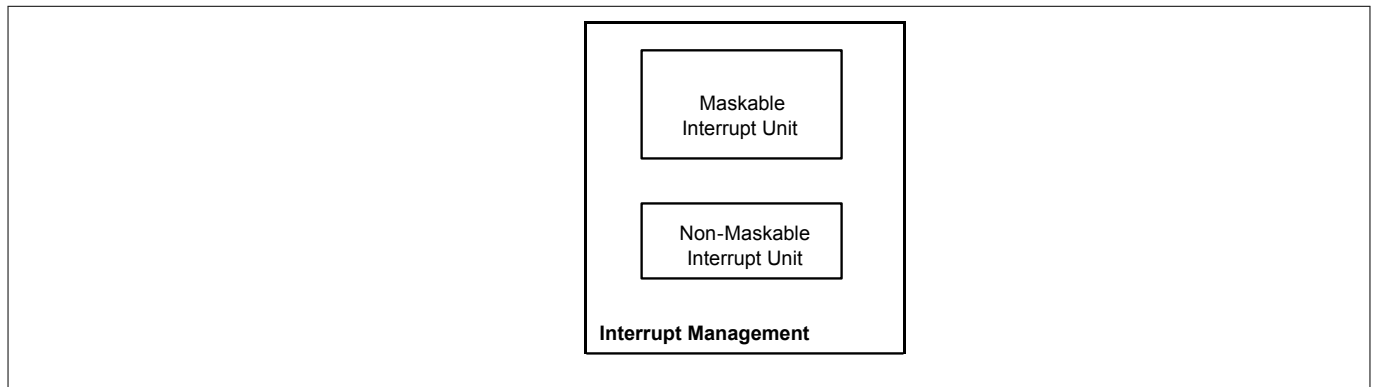 Maskable
Interrupt Unit
Non-Maskable
Interrupt Unit
Interrupt Management